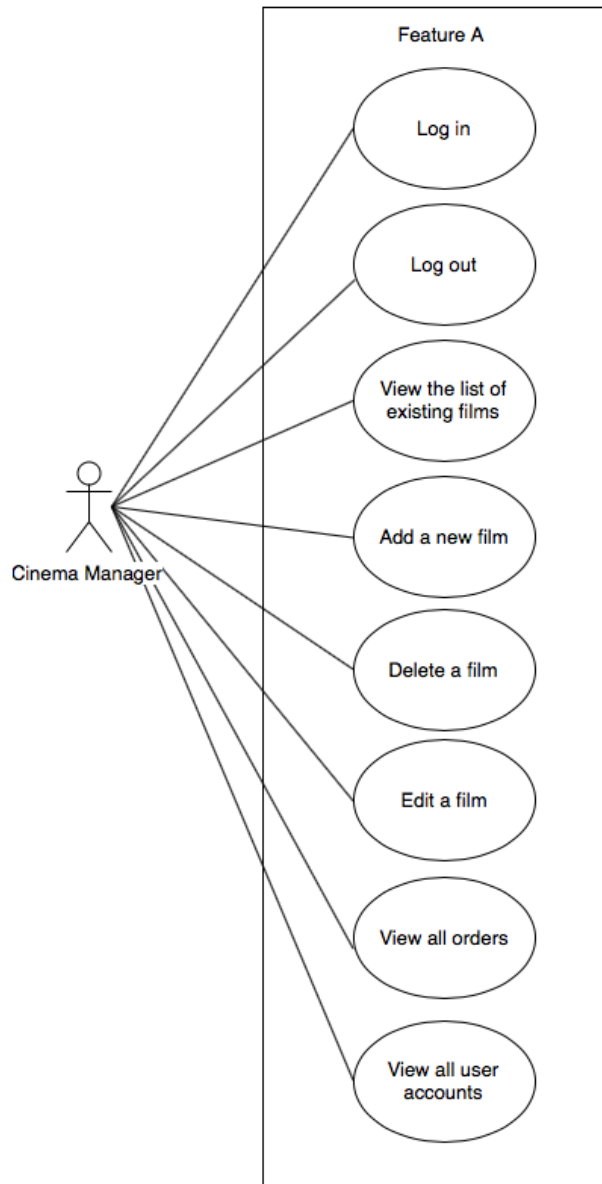 Feature A
Log in
Log out
View the list of
existing films
Add a new film
Cinema Manager
Delete a film
Edit a film
View all orders
View all user
accounts